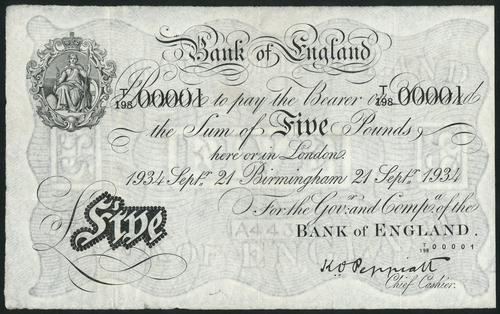 Bank of England
T/198 00001 T/198 00001
I to pay the Bearer on
the Sum of Five Pounds
here or in London
1934 Septr. 21 Birmingham 21 Septr. 1934
For the Govr. and Compa. of the
BANK OF ENGLAND.
£ Five
T/198 00001
K O Peppiatt
Chief Cashier.